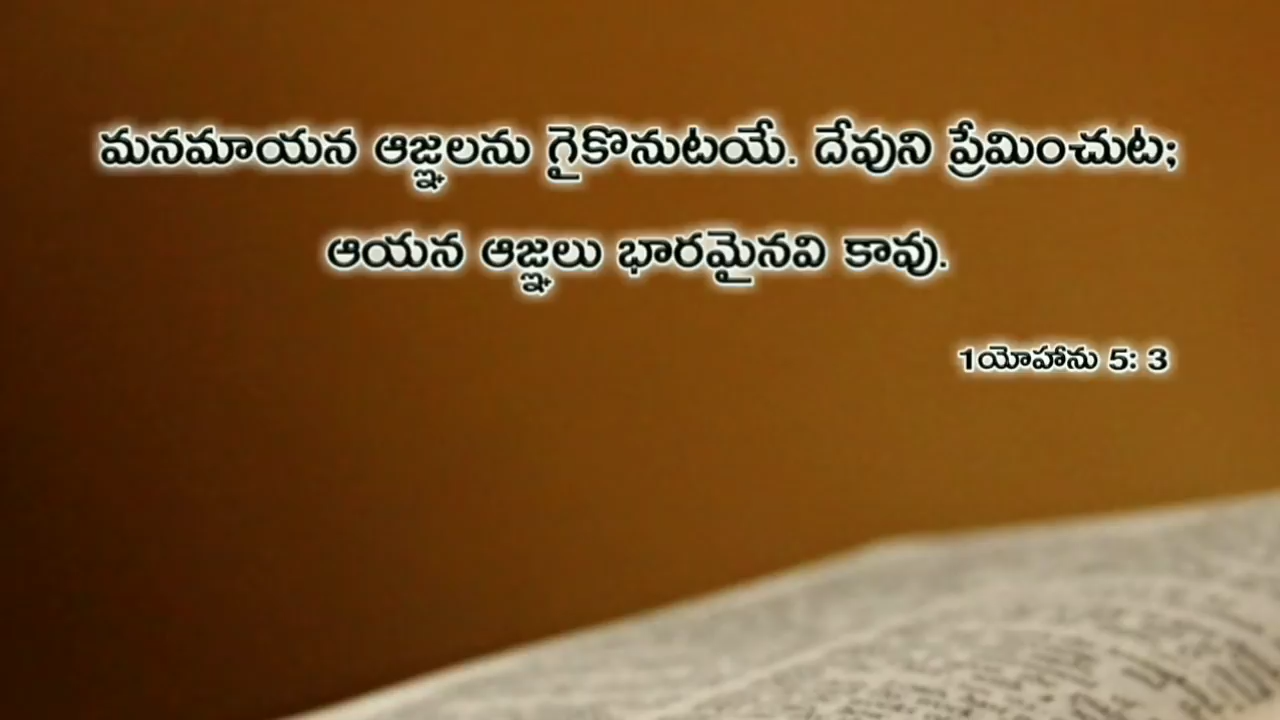 మనమాయన ఆజ్ఞలను గైకొనుటయే. దేవుని ప్రేమించుట;
ఆయన ఆజ్ఞలు భారమైనవి కావు.
1యోహాను 5: 3